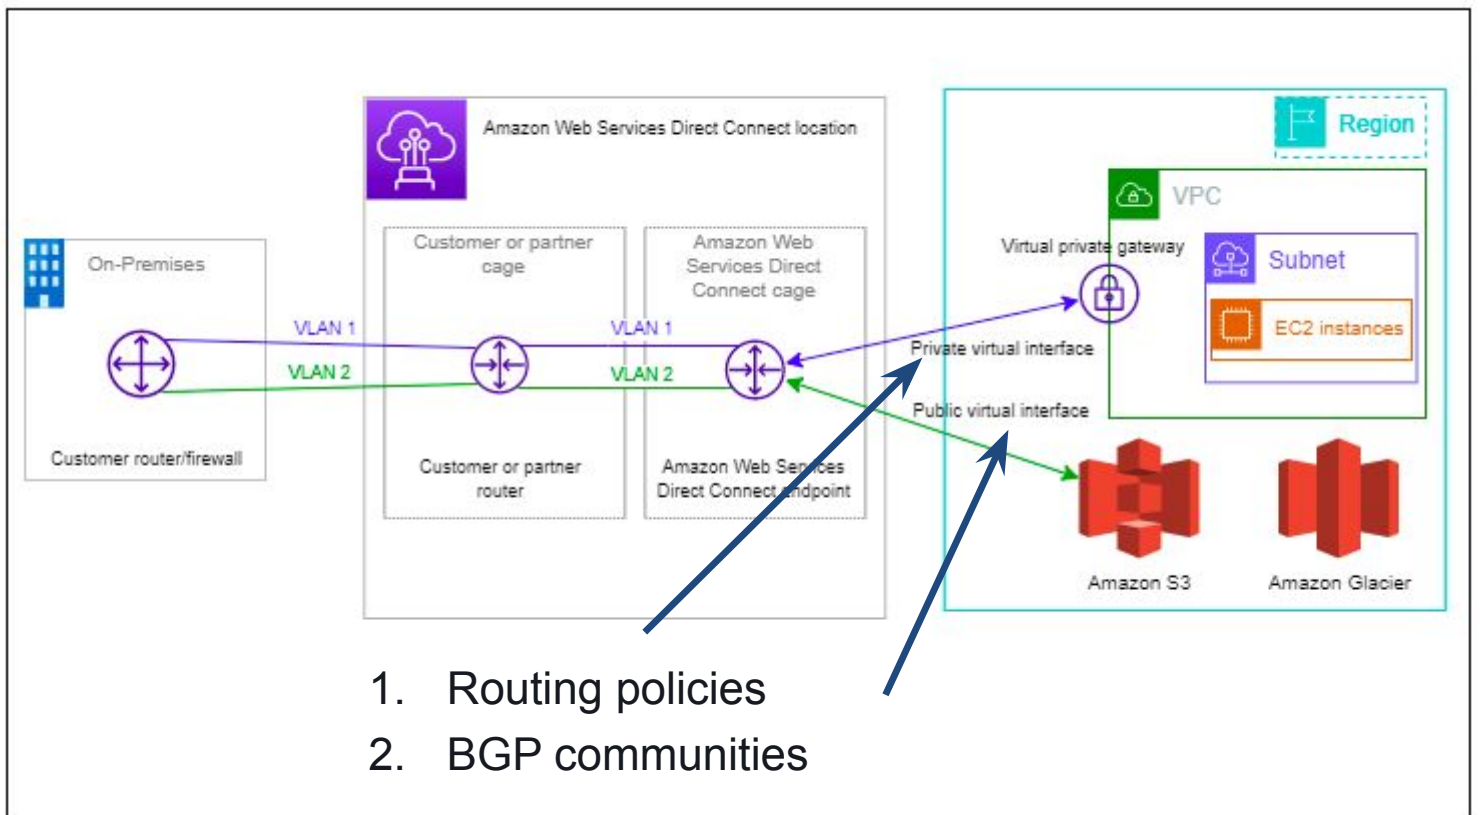 Amazon Web Services Direct Connect location
Region
VPC
Customer or partner
cage
Amazon Web
Services Direct
Connect cage
On-Premises
Virtual private gateway
Subnet
VLAN 1
VLAN 1
EC2 instances
Private virtual interface
VLAN 2
VLAN 2
Public virtual interface
Customer router/firewall
Customer or partner
router
Amazon Web Services
Direct Connect endpoint
Amazon S3
Amazon Glacier
1. Routing policies
2. BGP communities